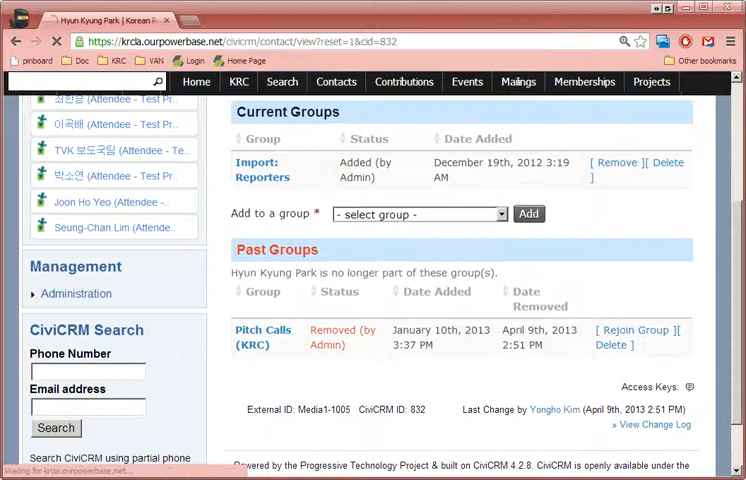 Hyun Kyung Park | Korean R
https://krcla.ourpowerbase.net/civicrm/contact/view?reset=1&cid=832
pinboard Doc KRC VAN Login Home Page Other bookmarks
Home KRC Search Contacts Contributions Events Mailings Memberships Projects
최한승 (Attendee - Test Pr..
이곡배 (Attendee - Test Pr..
TVK 보도국팀 (Attendee - Te..
박소연 (Attendee - Test Pr..
Joon Ho Yeo (Attendee -..
Seung-Chan Lim (Attende..
Management
Administration
CiviCRM Search
Phone Number
Email address
Search
Search CiviCRM using partial phone
Waiting for krcla.ourpowerbase.net...
Current Groups
Group Status Date Added
Import: Reporters Added (by Admin) December 19th, 2012 3:19 AM [ Remove ][ Delete ]
Add to a group * - select group - Add
Past Groups
Hyun Kyung Park is no longer part of these group(s).
Group Status Date Added Date Removed
Pitch Calls (KRC) Removed (by Admin) January 10th, 2013 3:37 PM April 9th, 2013 2:51 PM [ Rejoin Group ][ Delete ]
Access Keys:
External ID: Media1-1005 CiviCRM ID: 832 Last Change by Yongho Kim (April 9th, 2013 2:51 PM)
» View Change Log
Powered by the Progressive Technology Project & built on CiviCRM 4.2.8. CiviCRM is openly available under the